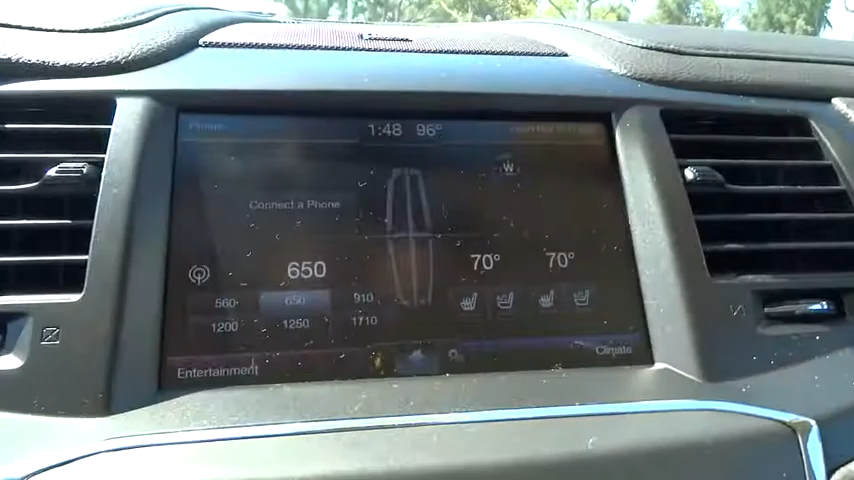 Phone
1:48 96°
W
Connect a Phone
650
70° 70°
560 650 910
1200 1250 1710
Entertainment
Climate